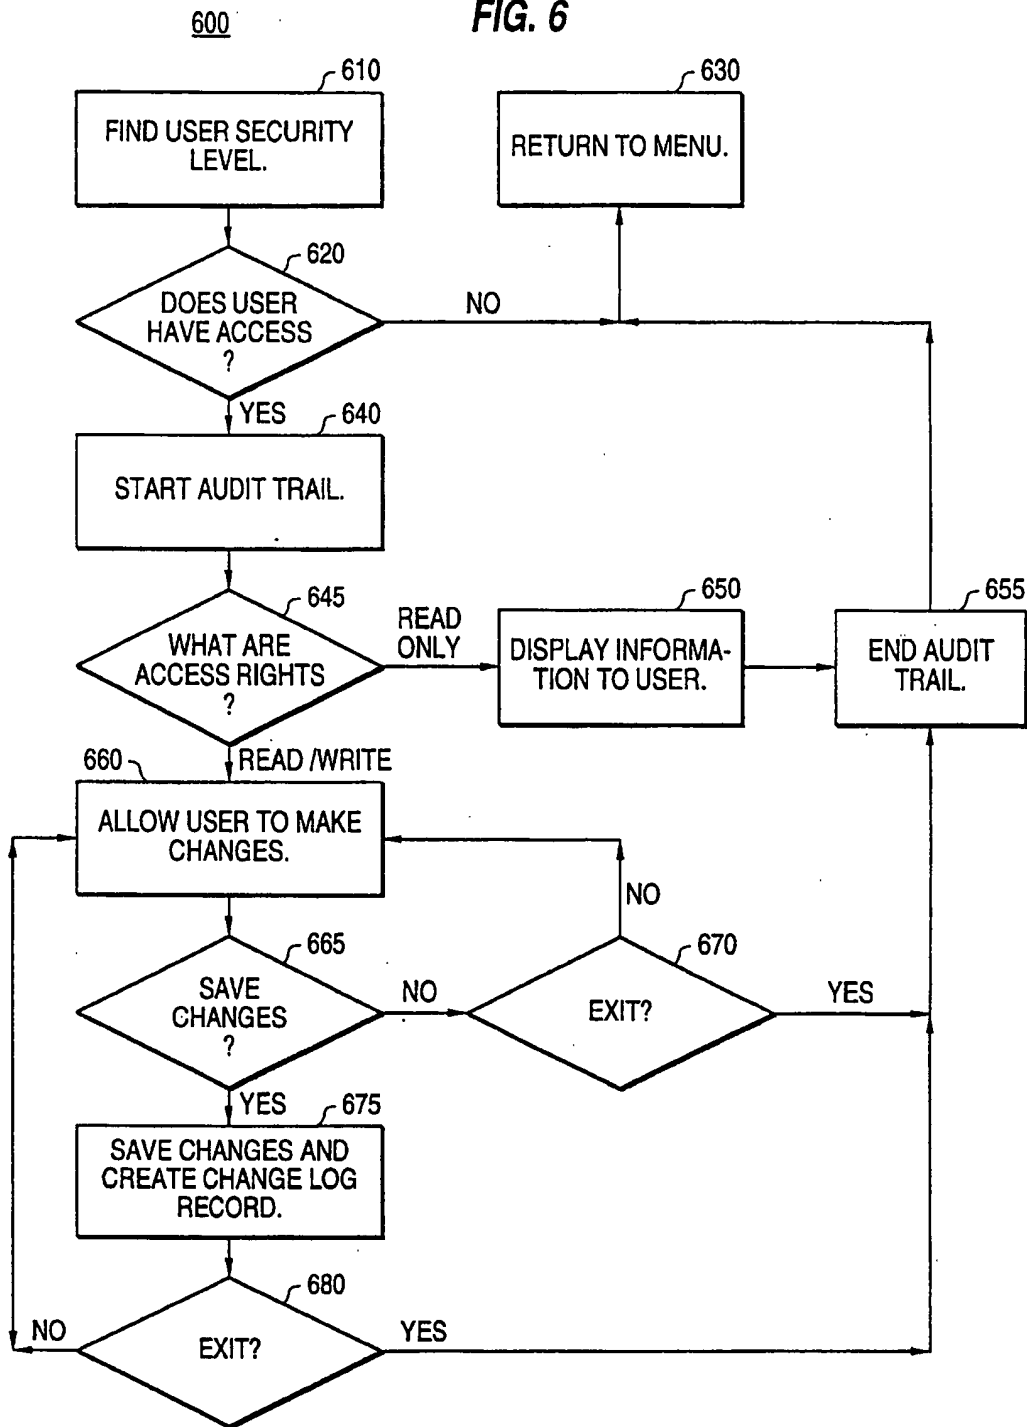 FIG. 6
600
610
FIND USER SECURITY
LEVEL.
630
RETURN TO MENU.
620
DOES USER
HAVE ACCESS
?
NO
YES
640
START AUDIT TRAIL.
645
WHAT ARE
ACCESS RIGHTS
?
READ
ONLY
650
DISPLAY INFORMA-
TION TO USER.
655
END AUDIT
TRAIL.
READ /WRITE
660
ALLOW USER TO MAKE
CHANGES.
NO
665
SAVE
CHANGES
?
NO
670
EXIT?
YES
YES
675
SAVE CHANGES AND
CREATE CHANGE LOG
RECORD.
680
EXIT?
NO
YES